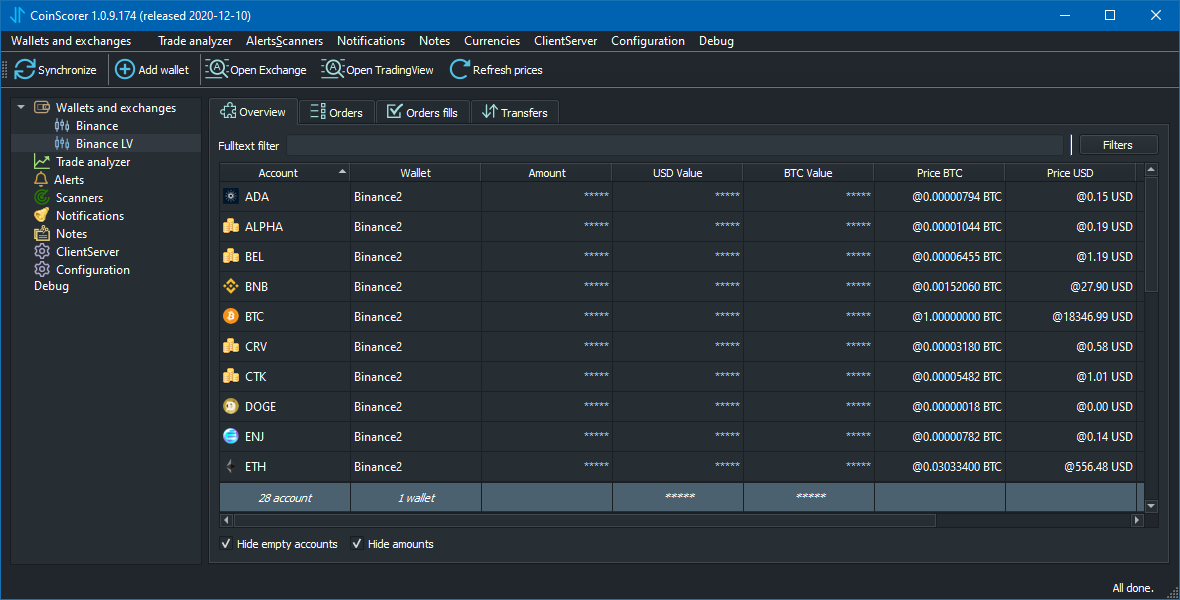 CoinScorer 1.0.9.174 (released 2020-12-10)
Wallets and exchanges Trade analyzer AlertsScanners Notifications Notes Currencies ClientServer Configuration Debug
Synchronize Add wallet Open Exchange Open TradingView Refresh prices
Wallets and exchanges
Binance
Binance LV
Trade analyzer
Alerts
Scanners
Notifications
Notes
ClientServer
Configuration
Debug
Overview Orders Orders fills Transfers
Fulltext filter Filters
Account Wallet Amount USD Value BTC Value Price BTC Price USD
ADA Binance2 ***** ***** ***** @0.00000794 BTC @0.15 USD
ALPHA Binance2 ***** ***** ***** @0.00001044 BTC @0.19 USD
BEL Binance2 ***** ***** ***** @0.00006455 BTC @1.19 USD
BNB Binance2 ***** ***** ***** @0.00152060 BTC @27.90 USD
BTC Binance2 ***** ***** ***** @1.00000000 BTC @18346.99 USD
CRV Binance2 ***** ***** ***** @0.00003180 BTC @0.58 USD
CTK Binance2 ***** ***** ***** @0.00005482 BTC @1.01 USD
DOGE Binance2 ***** ***** ***** @0.00000018 BTC @0.00 USD
ENJ Binance2 ***** ***** ***** @0.00000782 BTC @0.14 USD
ETH Binance2 ***** ***** ***** @0.03033400 BTC @556.48 USD
28 account 1 wallet ***** *****
Hide empty accounts Hide amounts
All done.